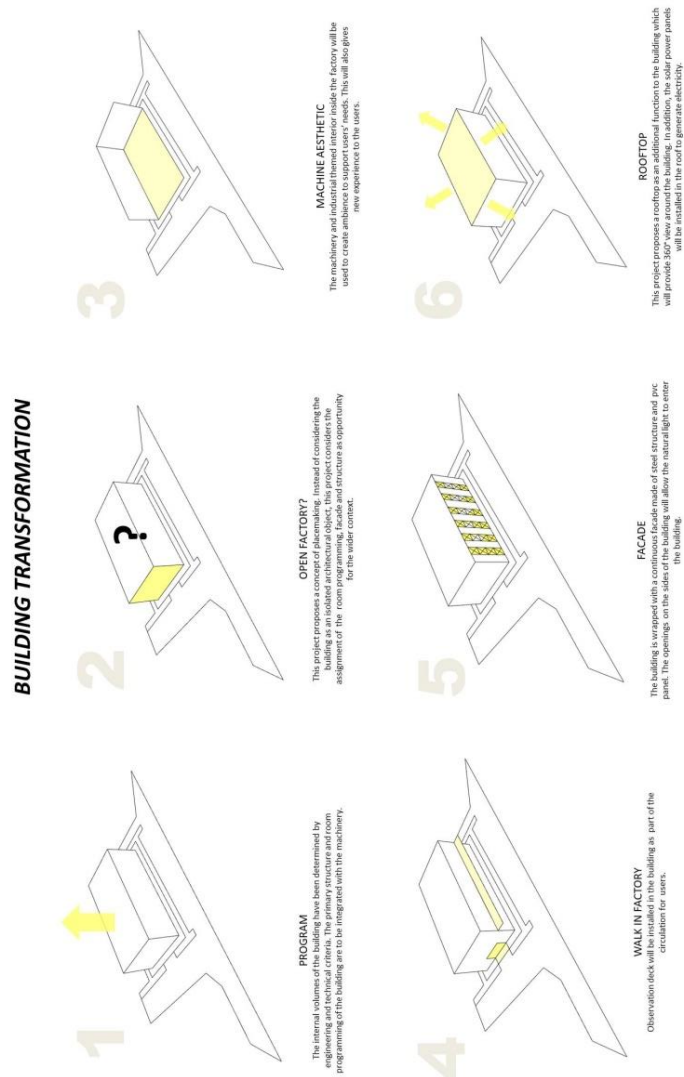 BUILDING TRANSFORMATION
1
PROGRAM
The internal volumes of the building have been determined by
engineering and technical criteria. The primary structure and room
programming of the building are to be integrated with the machinery.
2
?
OPEN FACTORY?
This project proposes a concept of placemaking. Instead of considering the
building as an isolated architectural object, this project considers the
assignment of the room programming, facade and structure as opportunity
for the wider context.
3
MACHINE AESTHETIC
The machinery and industrial themed interior inside the factory will be
used to create ambience to support users' needs. This will also gives
new experience to the users.
4
WALK IN FACTORY
Observation deck will be installed in the building as part of the
circulation for users.
5
FACADE
The building is wrapped with a continuous facade made of steel structure and pvc
panel. The openings on the sides of the building will allow the natural light to enter
the building.
6
ROOFTOP
This project proposes a rooftop as an additional function to the building which
will provide 360° view around the building. In addition, the solar power panels
will be installed in the roof to generate electricity.